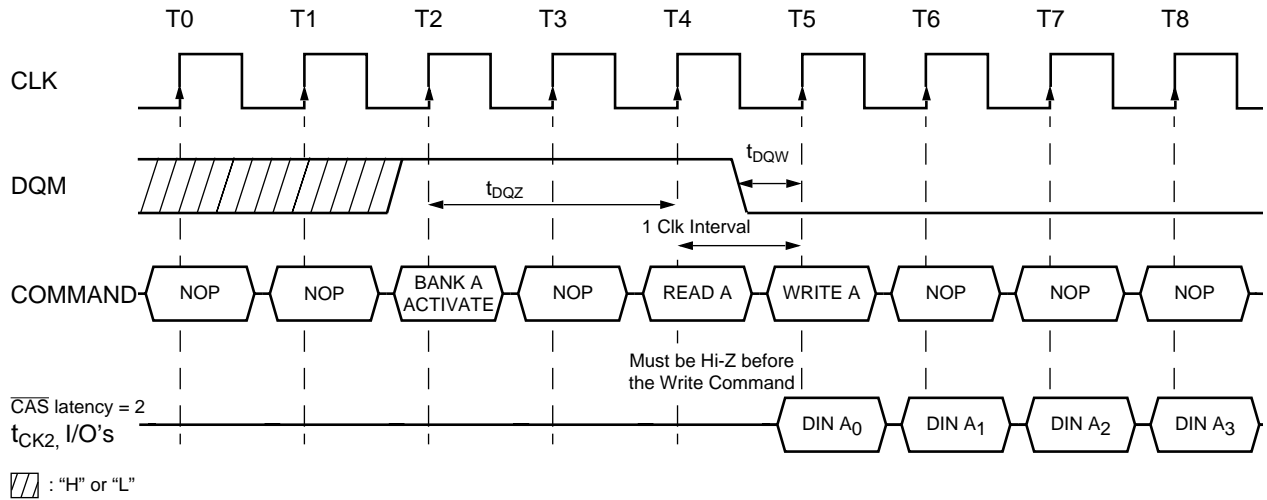 T0 T1 T2 T3 T4 T5 T6 T7 T8
CLK
tDQW
DQM
tDQZ
1 Clk Interval
COMMAND NOP NOP BANK A ACTIVATE NOP READ A WRITE A NOP NOP NOP
Must be Hi-Z before
the Write Command
CAS latency = 2
tCK2, I/O's DIN A0 DIN A1 DIN A2 DIN A3
: “H” or “L”